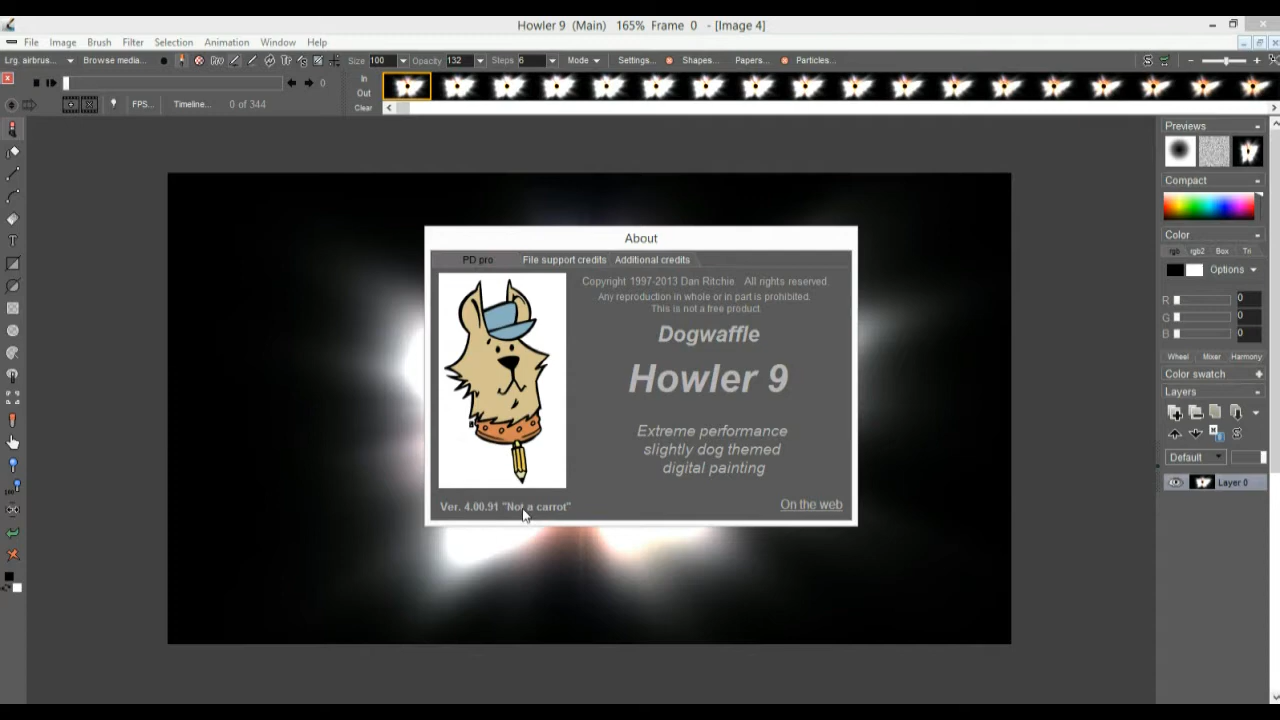 Howler 9 (Main) 165% Frame 0 - [Image 4]
File Image Brush Filter Selection Animation Window Help
Lrg. airbrus... Browse media... Size 100 Opacity 132 Steps 6 Mode Settings... Shapes... Papers... Particles...
0 In
Out
FPS... Timeline... 0 of 344 Clear
Previews
Compact
Color
rgb rgb2 Box Tri
Options
R 0
G 0
B 0
Wheel Mixer Harmony
Color swatch
Layers
Default
Layer 0
About
PD pro File support credits Additional credits
Copyright 1997-2013 Dan Ritchie All rights reserved.
Any reproduction in whole or in part is prohibited.
This is not a free product.
Dogwaffle
Howler 9
Extreme performance
slightly dog themed
digital painting
Ver. 4.00.91 "Not a carrot"
On the web